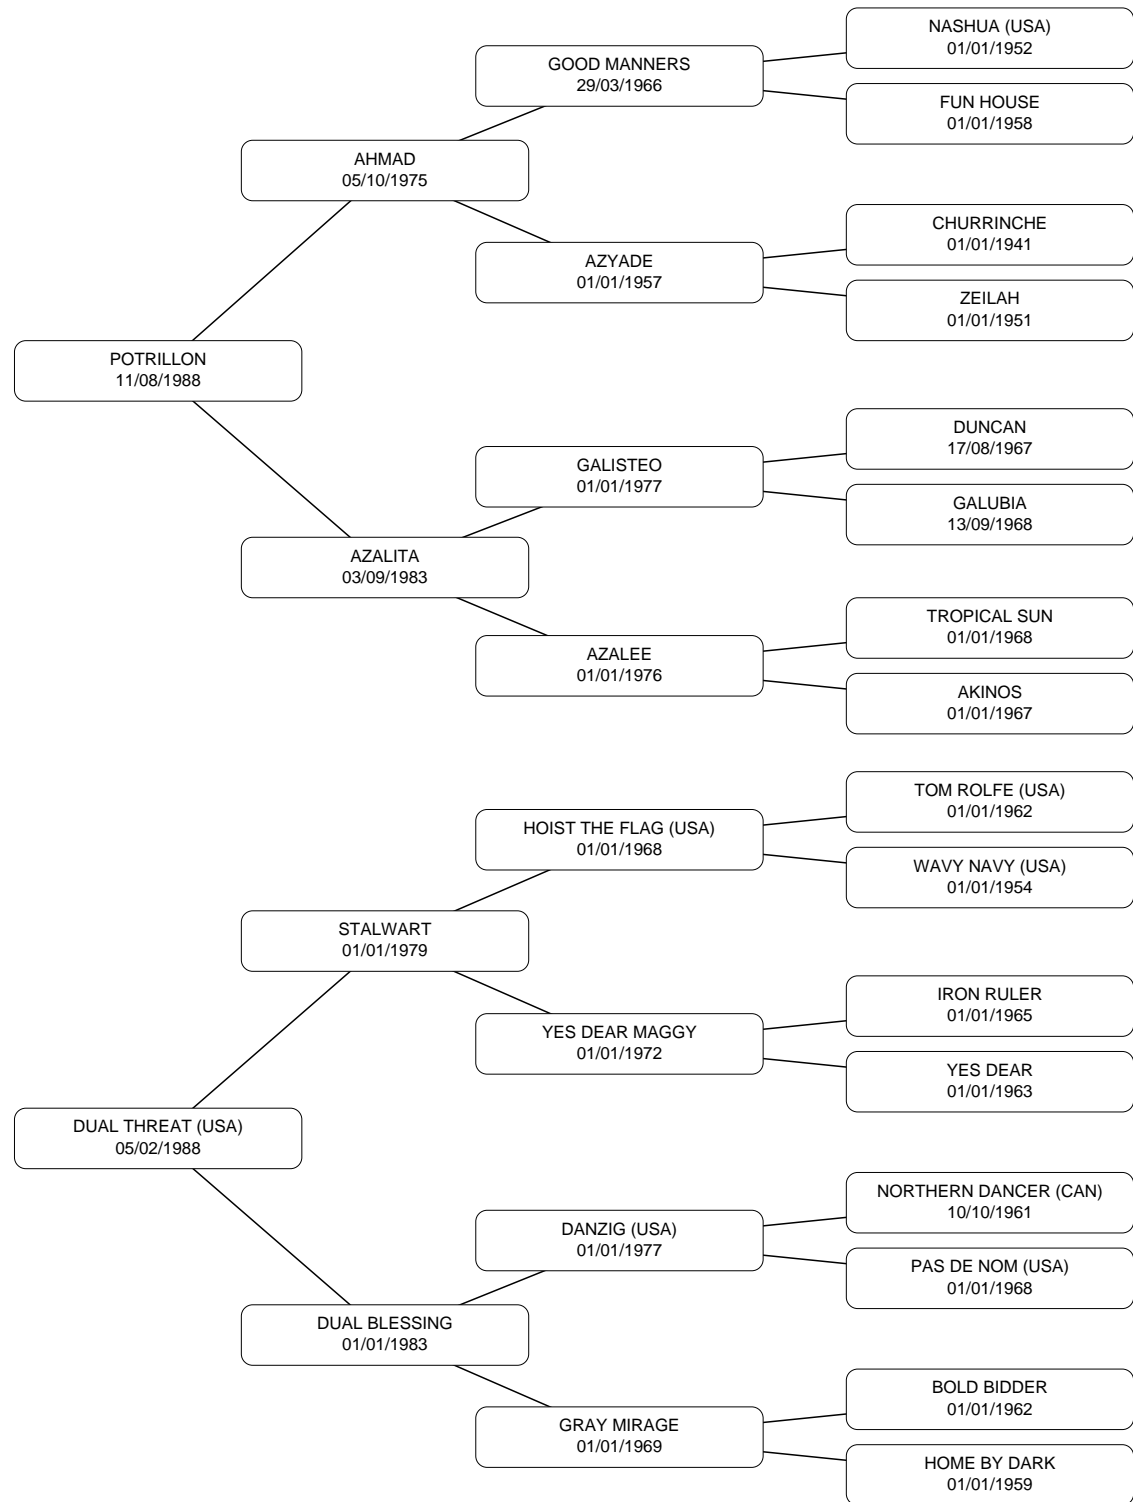 NASHUA (USA)
01/01/1952
GOOD MANNERS
29/03/1966
FUN HOUSE
01/01/1958
AHMAD
05/10/1975
CHURRINCHE
01/01/1941
AZYADE
01/01/1957
ZEILAH
01/01/1951
POTRILLON
11/08/1988
DUNCAN
17/08/1967
GALISTEO
01/01/1977
GALUBIA
13/09/1968
AZALITA
03/09/1983
TROPICAL SUN
01/01/1968
AZALEE
01/01/1976
AKINOS
01/01/1967
TOM ROLFE (USA)
01/01/1962
HOIST THE FLAG (USA)
01/01/1968
WAVY NAVY (USA)
01/01/1954
STALWART
01/01/1979
IRON RULER
01/01/1965
YES DEAR MAGGY
01/01/1972
YES DEAR
01/01/1963
DUAL THREAT (USA)
05/02/1988
NORTHERN DANCER (CAN)
10/10/1961
DANZIG (USA)
01/01/1977
PAS DE NOM (USA)
01/01/1968
DUAL BLESSING
01/01/1983
BOLD BIDDER
01/01/1962
GRAY MIRAGE
01/01/1969
HOME BY DARK
01/01/1959